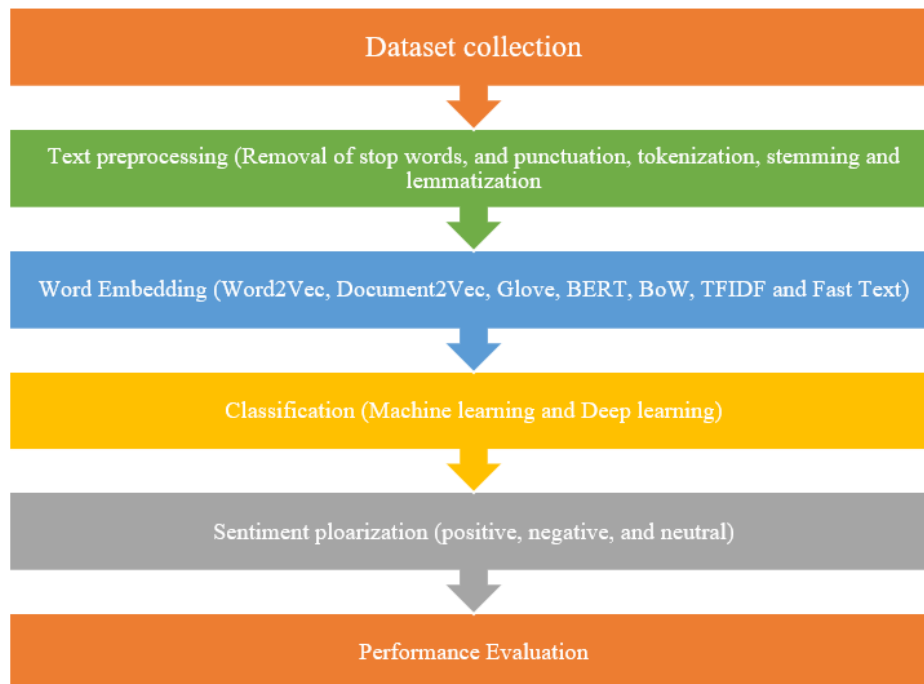 Dataset collection
Text preprocessing (Removal of stop words, and punctuation, tokenization, stemming and
lemmatization
Word Embedding (Word2Vec, Document2Vec, Glove, BERT, BoW, TFIDF and Fast Text)
Classification (Machine learning and Deep learning)
Sentiment ploarization (positive, negative, and neutral)
Performance Evaluation